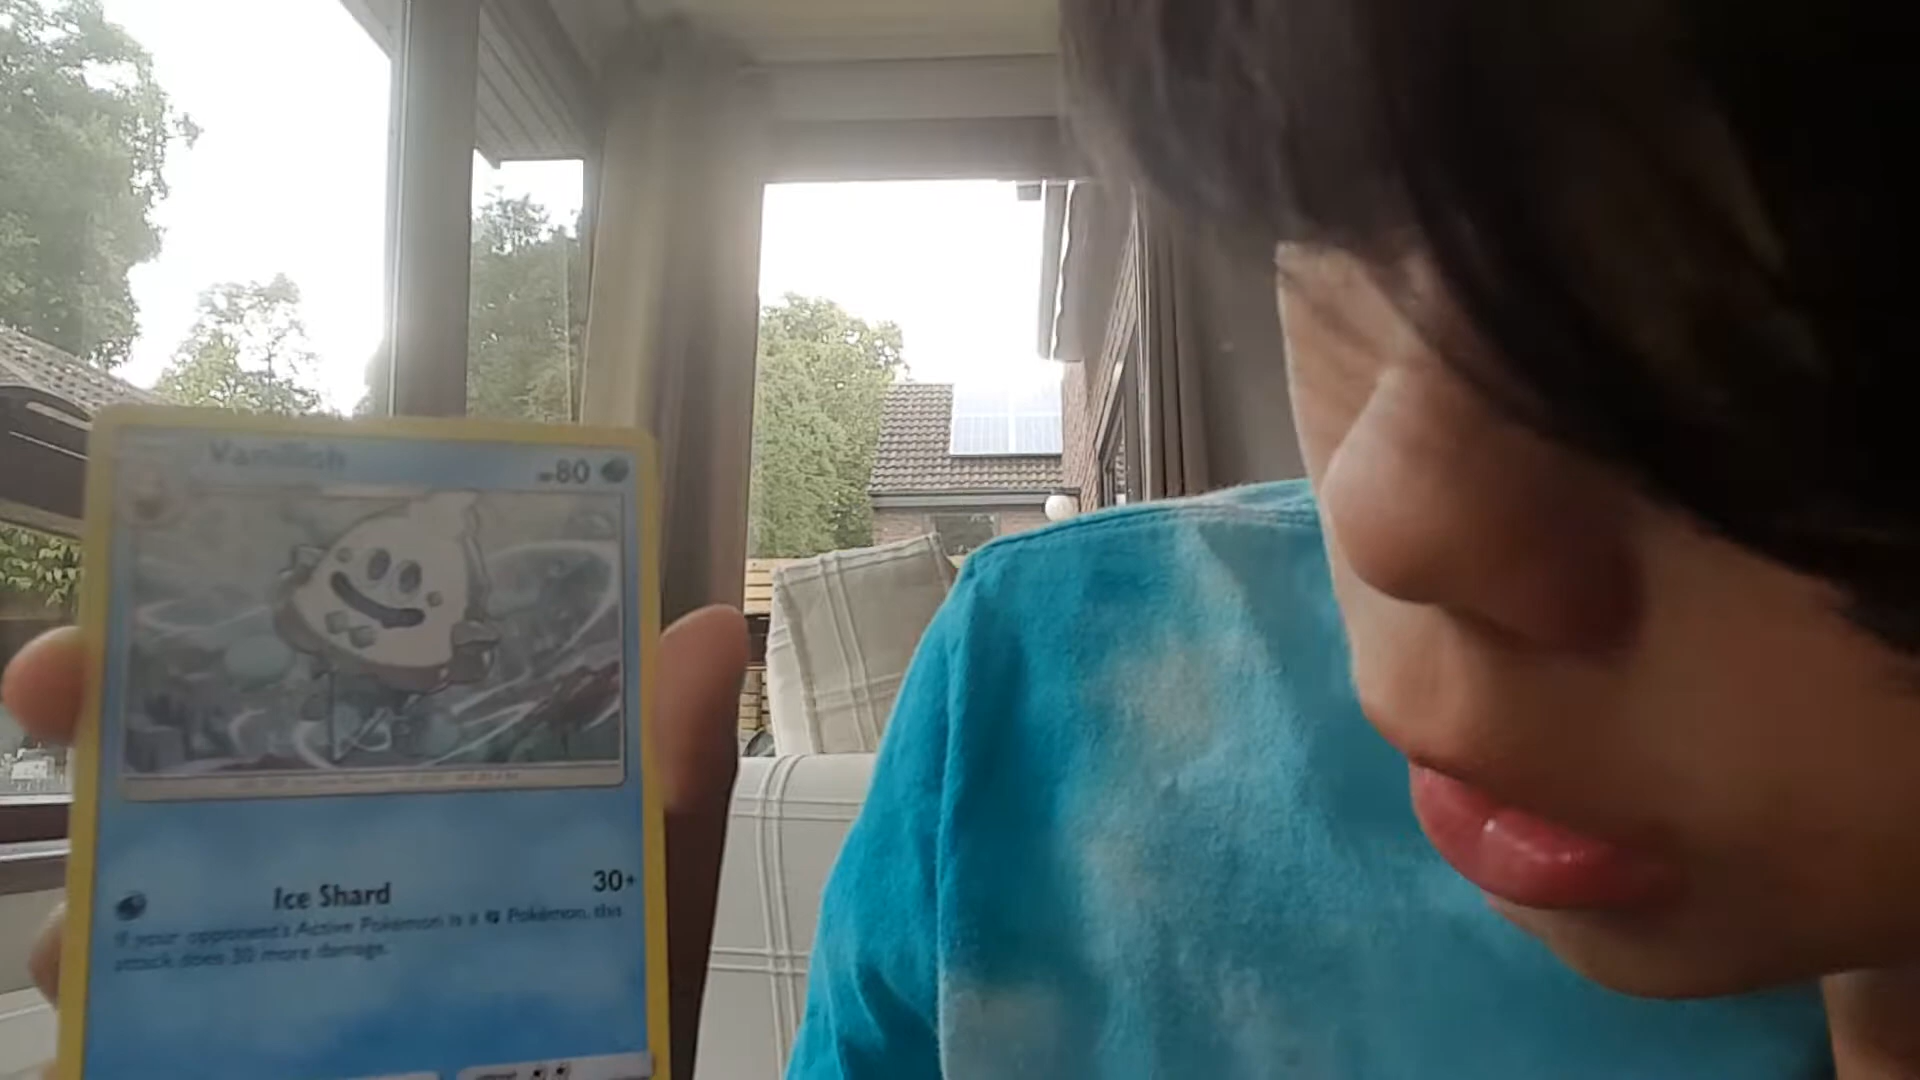 Vanillish
80
Ice Shard
30+
If your opponent's Active Pokémon is a Pokémon, this
attack does 30 more damage.